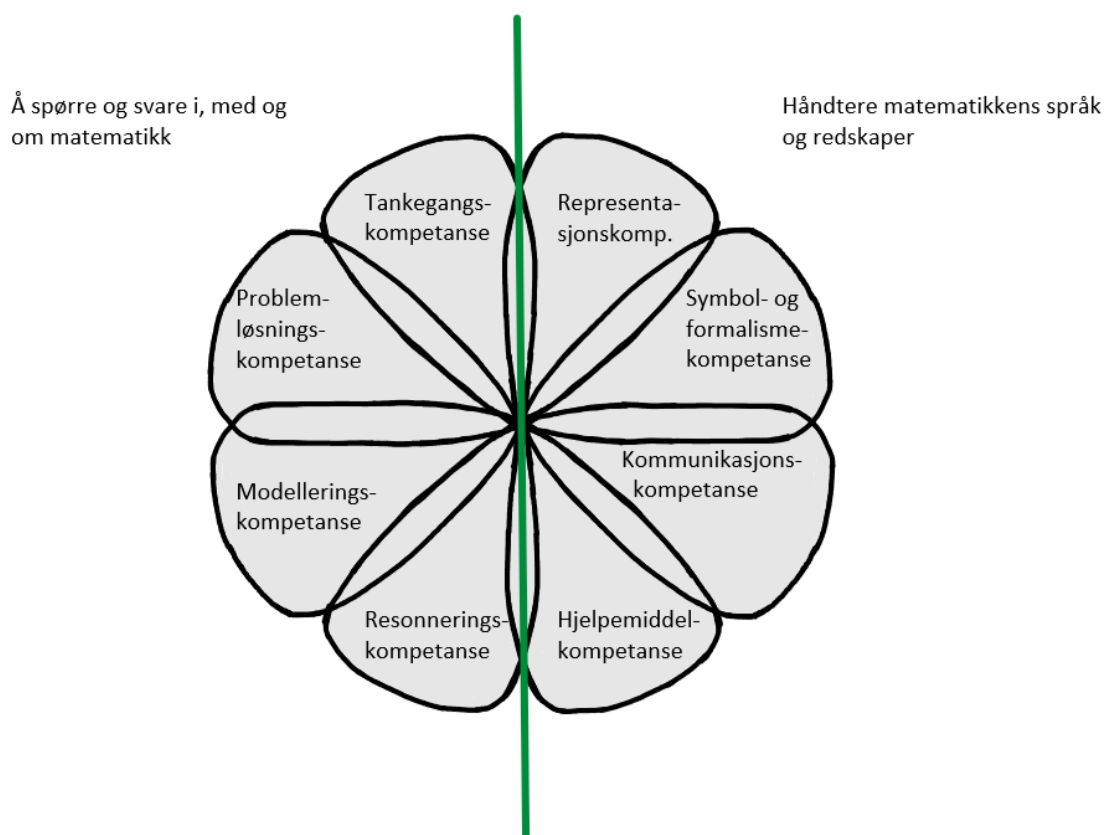 Å spørre og svare i, med og
om matematikk
Håndtere matematikkens språk
og redskaper
Tankegangs-
kompetanse
Representa-
sjonskomp.
Problem-
løsnings-
kompetanse
Symbol- og
formalisme-
kompetanse
Modellerings-
kompetanse
Kommunikasjons-
kompetanse
Resonnerings-
kompetanse
Hjelpemiddel-
kompetanse